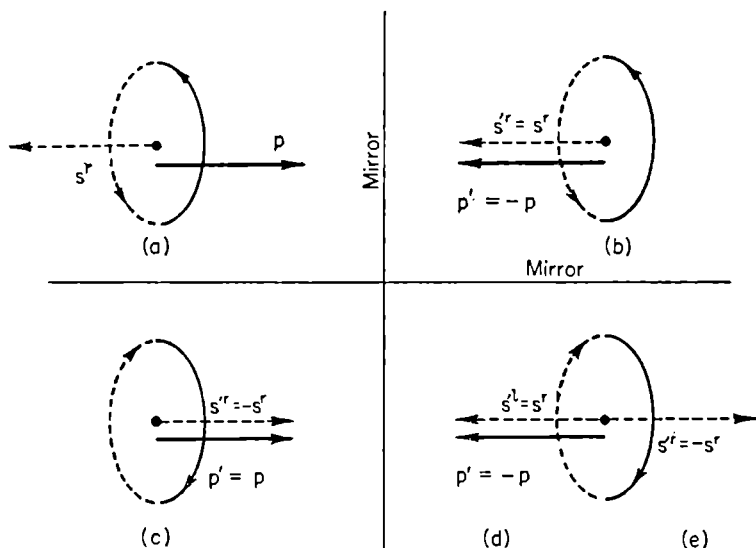 s^r
p
(a)
Mirror
s'^r = s^r
p' = -p
(b)
Mirror
s'^r = -s^r
p' = p
(c)
s'^l = s^r
p' = -p
s'^r = -s^r
(d)
(e)